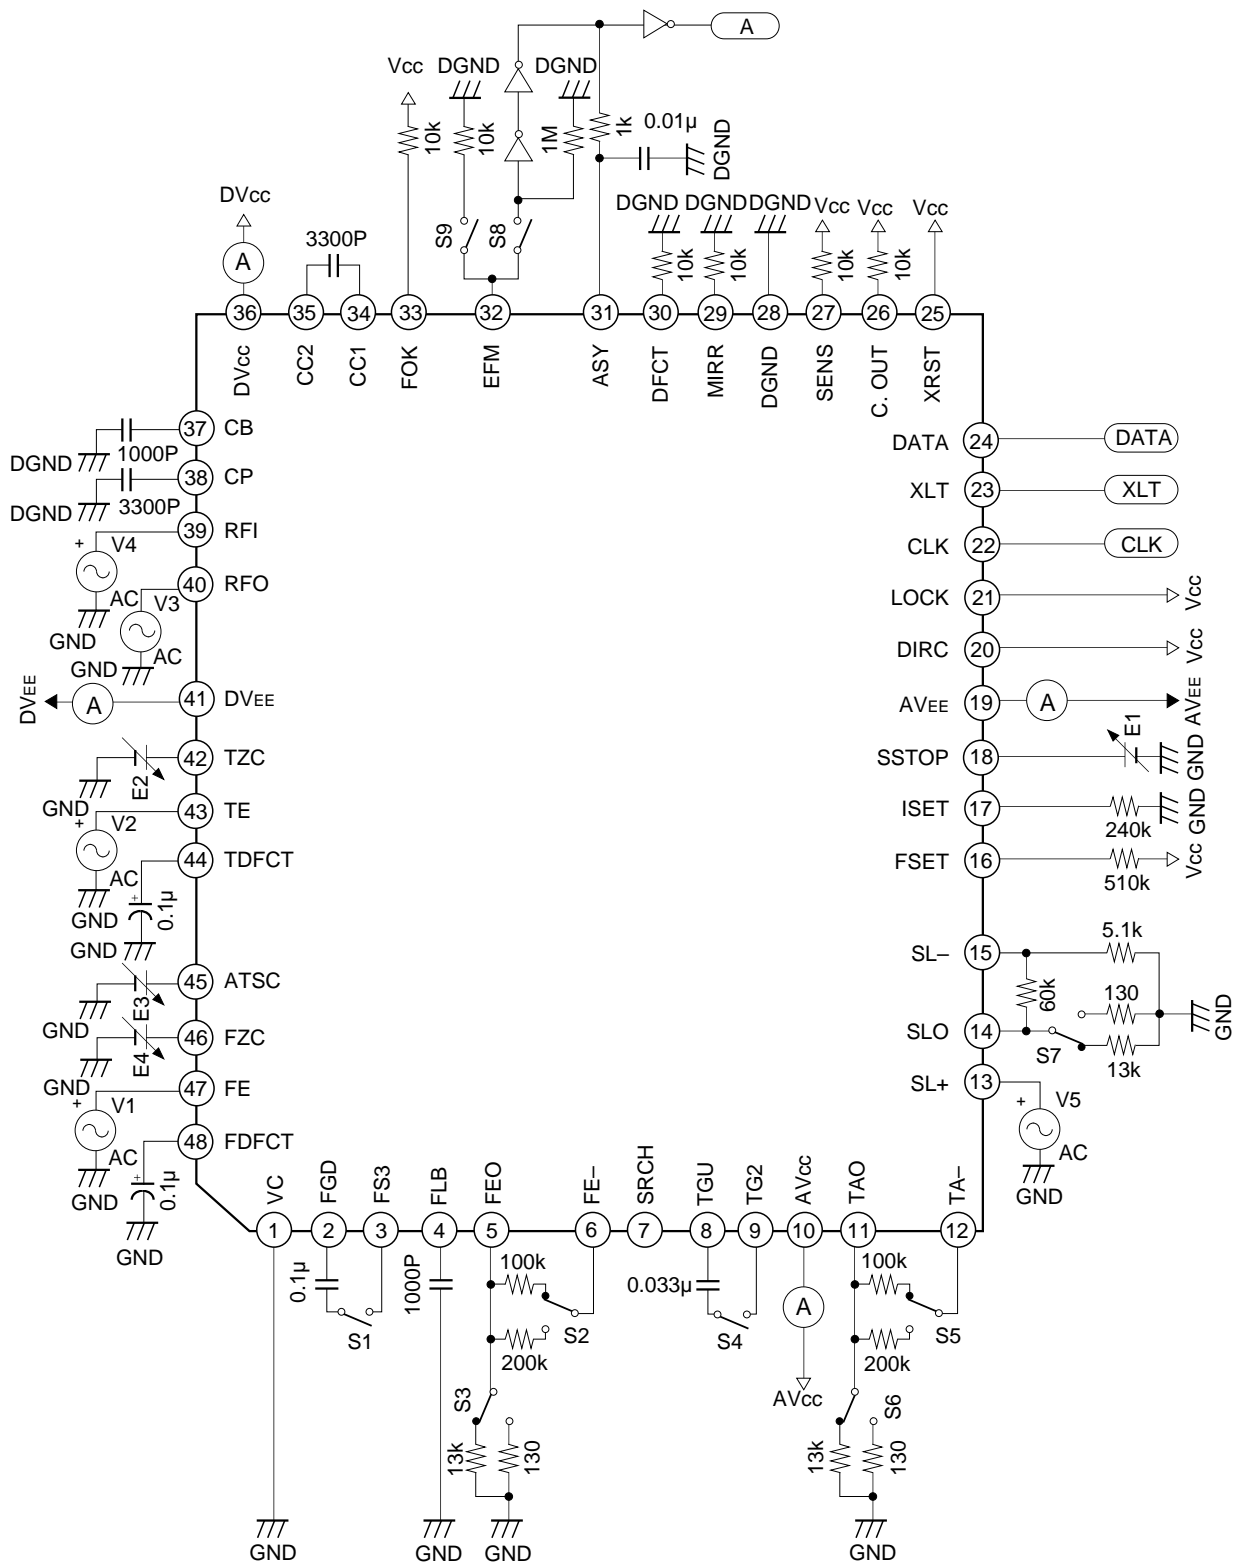 A
Vcc
DGND
DGND
10k
10k
1M
1k
0.01µ
DGND
DVcc
A
3300P
S9
S8
DGND
DGND
DGND
Vcc
Vcc
Vcc
10k
10k
10k
10k
36
35
34
33
32
31
30
29
28
27
26
25
DVcc
CC2
CC1
FOK
EFM
ASY
DFCT
MIRR
DGND
SENS
C. OUT
XRST
37
CB
1000P
DGND
38
CP
3300P
DGND
39
RFI
+
V4
AC
GND
40
RFO
V3
AC
GND
41
DVEE
A
DVEE
42
TZC
E2
GND
43
TE
+
V2
AC
GND
44
TDFCT
+
0.1µ
GND
45
ATSC
E3
GND
46
FZC
E4
GND
47
FE
+
V1
AC
GND
48
FDFCT
+
0.1µ
GND
DATA
24
DATA
XLT
23
XLT
CLK
22
CLK
LOCK
21
Vcc
DIRC
20
Vcc
AVEE
19
A
AVEE
SSTOP
18
E1
GND
ISET
17
240k
GND
FSET
16
510k
Vcc
SL–
15
5.1k
60k
130
GND
SLO
14
S7
13k
SL+
13
+
V5
AC
GND
VC
FGD
FS3
FLB
FEO
FE–
SRCH
TGU
TG2
AVcc
TAO
TA–
1
2
3
4
5
6
7
8
9
10
11
12
0.1µ
S1
1000P
100k
S2
200k
0.033µ
S4
A
AVcc
100k
S5
200k
S3
13k
130
S6
13k
130
GND
GND
GND
GND